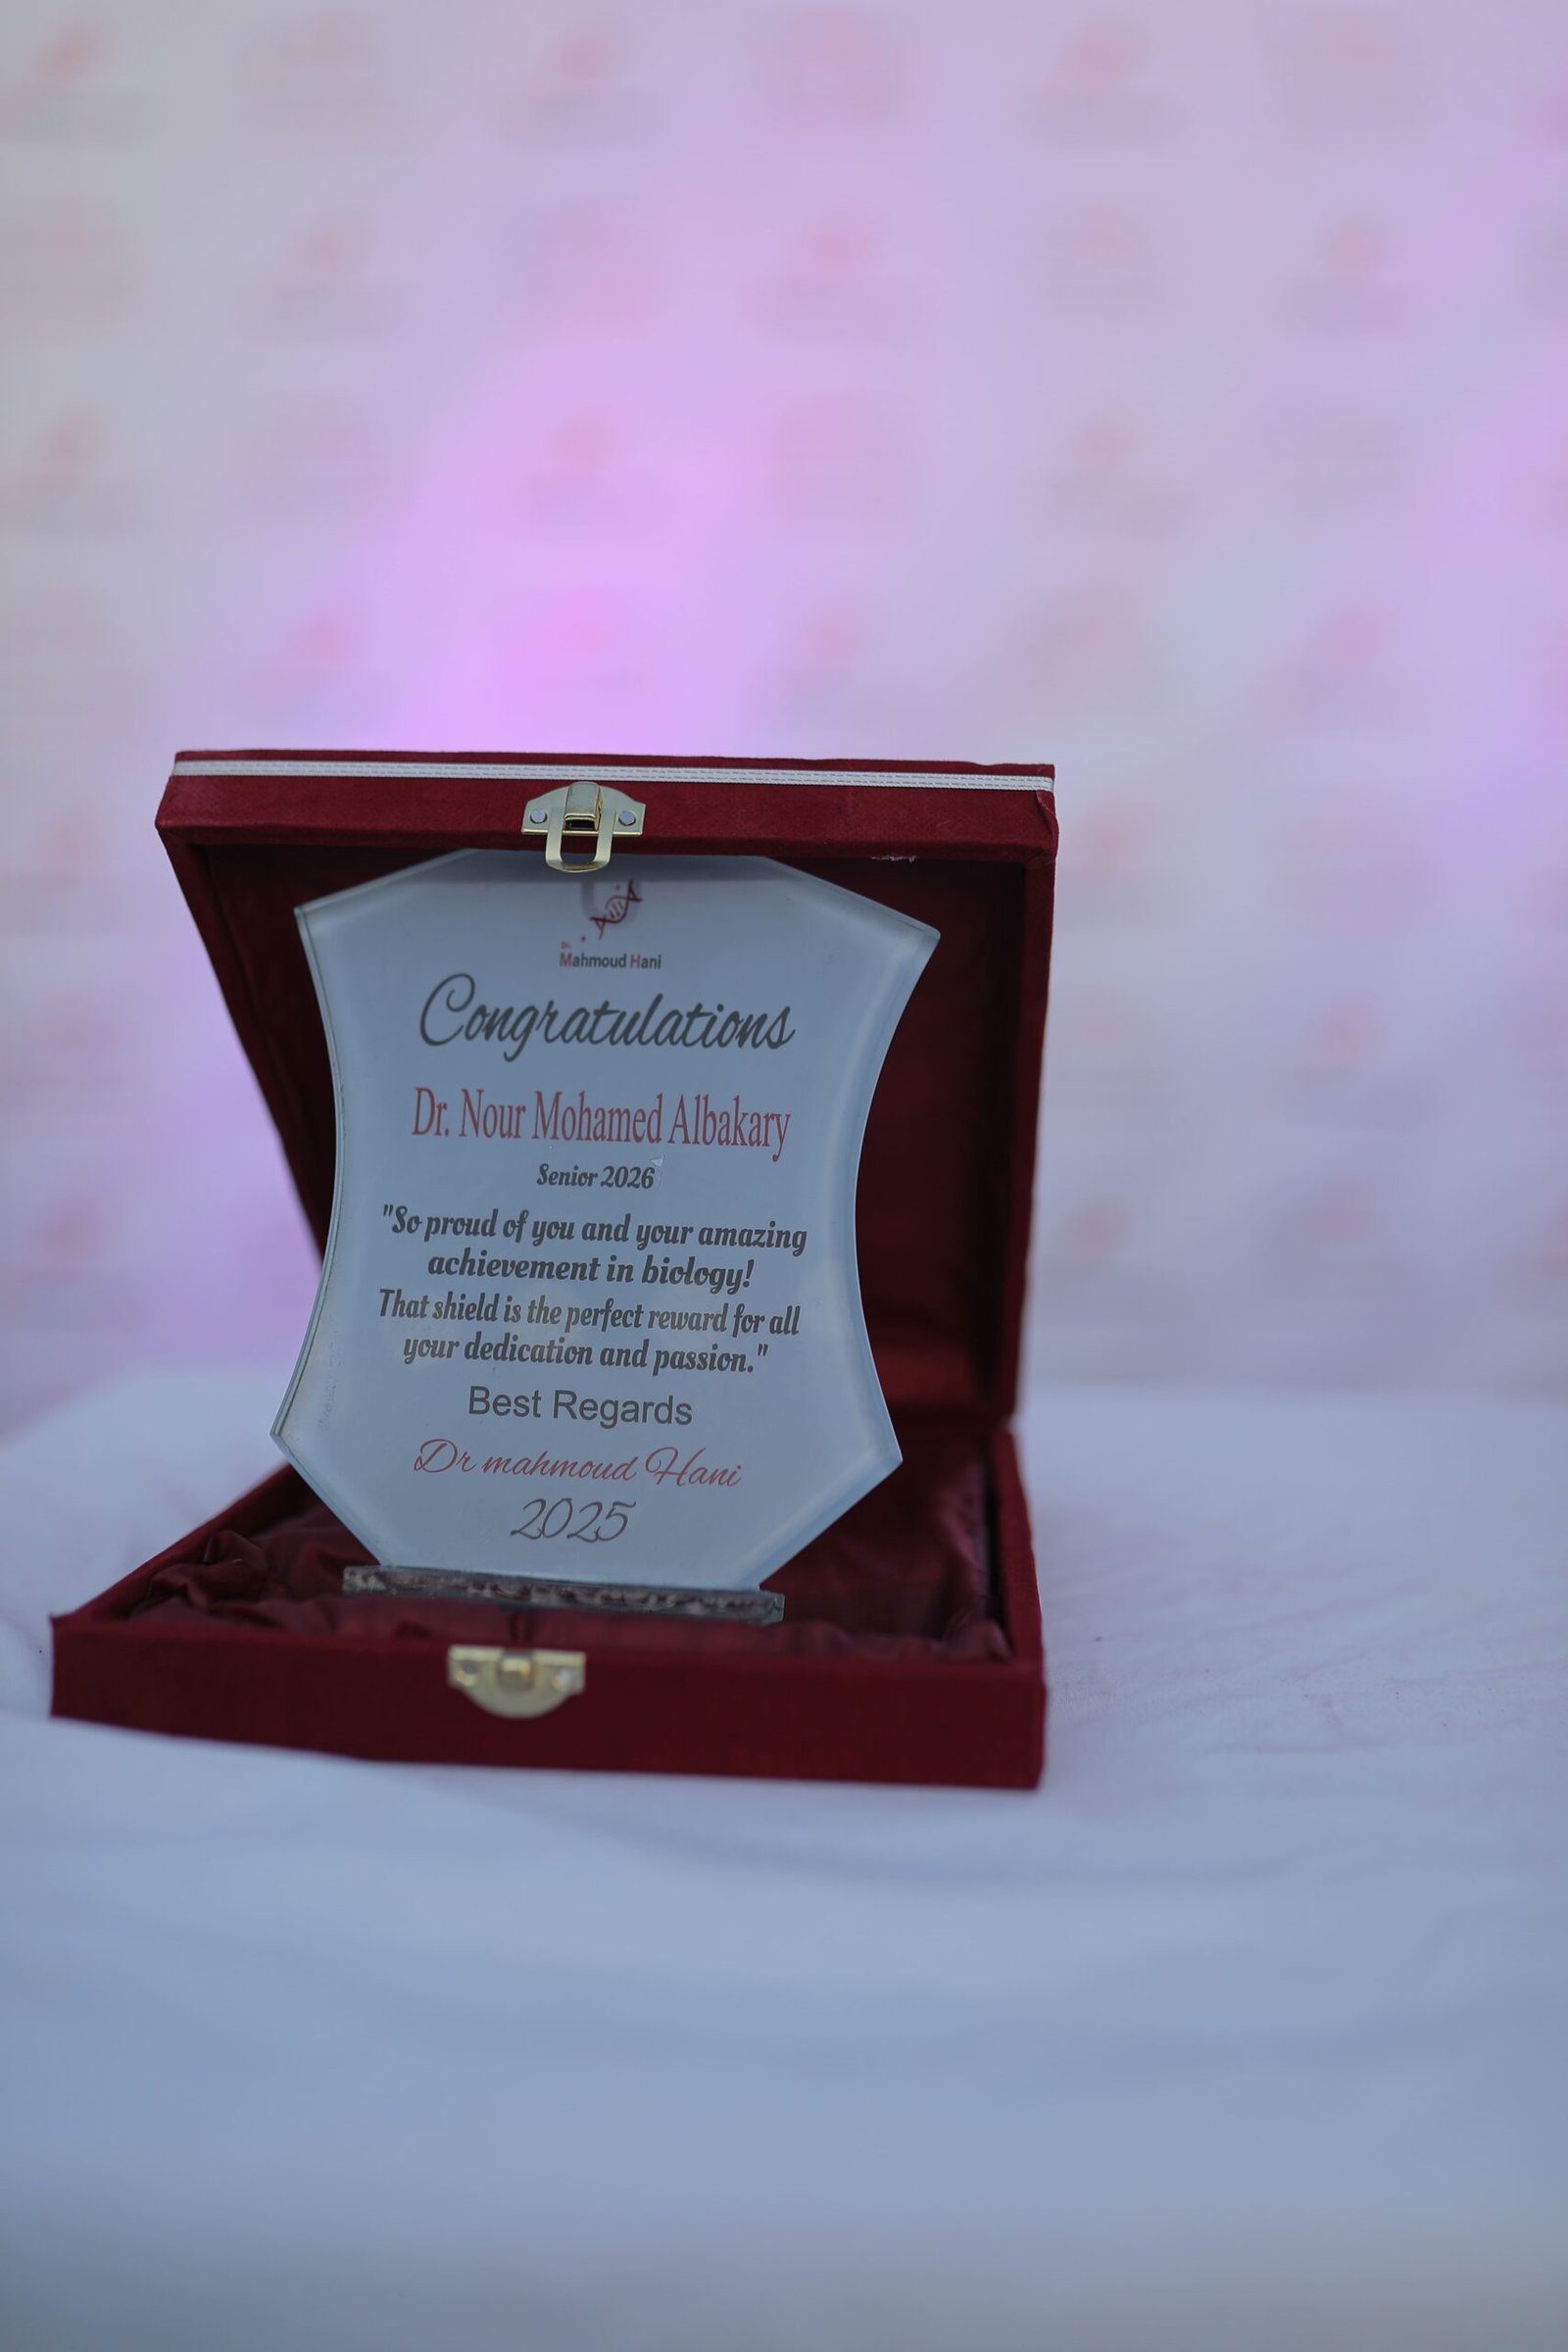 Dr.
Mahmoud Hani
Congratulations
Dr. Nour Mohamed Albakary
Senior 2026
"So proud of you and your amazing
achievement in biology!
That shield is the perfect reward for all
your dedication and passion."
Best Regards
Dr mahmoud Hani
2025